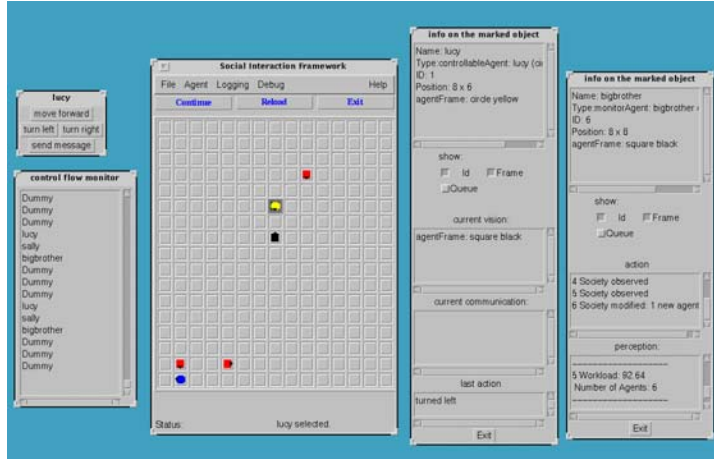 lucy
move forward
turn left turn right
send message
control flow monitor
Dummy
Dummy
Dummy
lucy
sally
bigbrother
Dummy
Dummy
Dummy
lucy
sally
bigbrother
Dummy
Dummy
Dummy
Social Interaction Framework
File Agent Logging Debug Help
Continue Reload Exit
Status: lucy selected.
info on the marked object
Name: lucy
Type:controllableAgent: lucy (cir
ID: 1
Position: 8 x 6
agentFrame: circle yellow
show:
Id Frame
Queue
current vision:
agentFrame: square black
current communication:
last action
turned left
Exit
info on the marked object
Name: bigbrother
Type:monitorAgent: bigbrother
ID: 6
Position: 8 x 8
agentFrame: square black
show:
Id Frame
Queue
action
4 Society observed
5 Society observed
6 Society modified: 1 new agent
perception:
--------------------
5 Workload: 92.64
Number of Agents: 6
--------------------
Exit